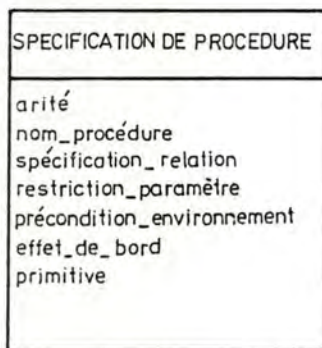 SPECIFICATION DE PROCEDURE
arité
nom_procédure
spécification_relation
restriction_paramètre
précondition_environnement
effet_de_bord
primitive